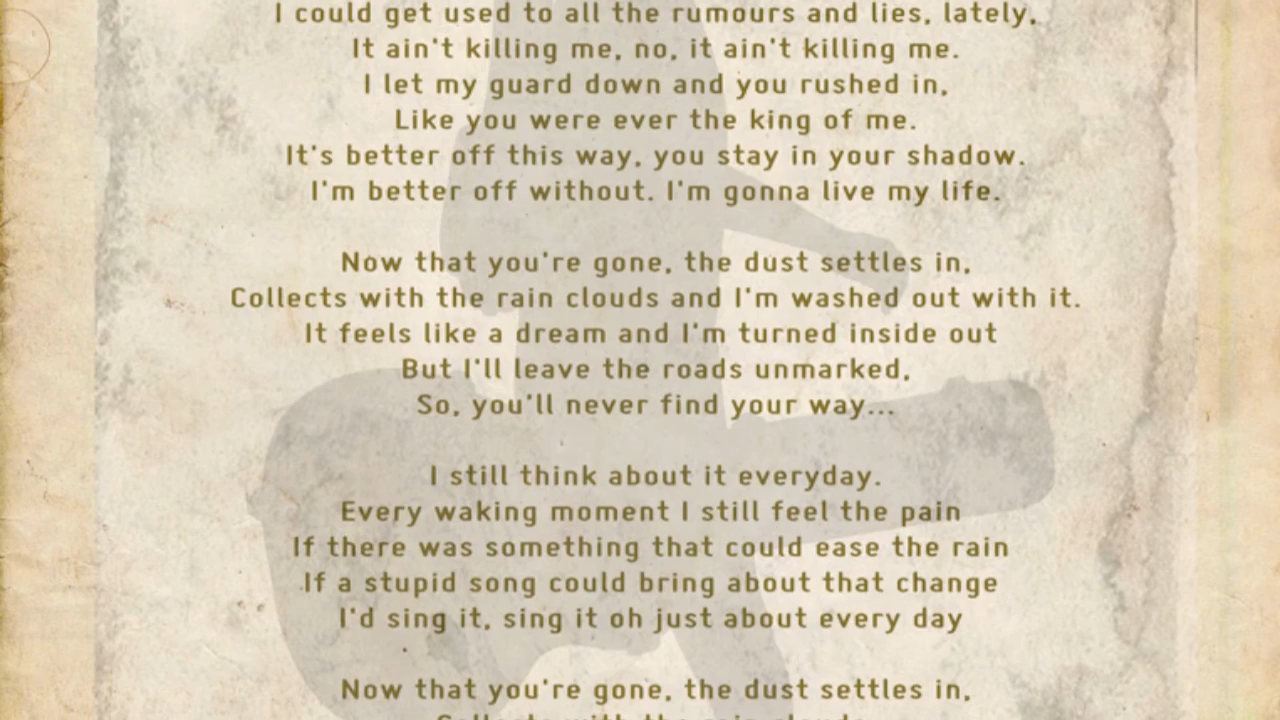 I could get used to all the rumours and lies, lately,
It ain't killing me, no, it ain't killing me.
I let my guard down and you rushed in,
Like you were ever the king of me.
It's better off this way, you stay in your shadow.
I'm better off without. I'm gonna live my life.
Now that you're gone, the dust settles in,
Collects with the rain clouds and I'm washed out with it.
It feels like a dream and I'm turned inside out
But I'll leave the roads unmarked,
So, you'll never find your way...
I still think about it everyday.
Every waking moment I still feel the pain
If there was something that could ease the rain
If a stupid song could bring about that change
I'd sing it, sing it oh just about every day
Now that you're gone, the dust settles in,
Collects with the rain clouds